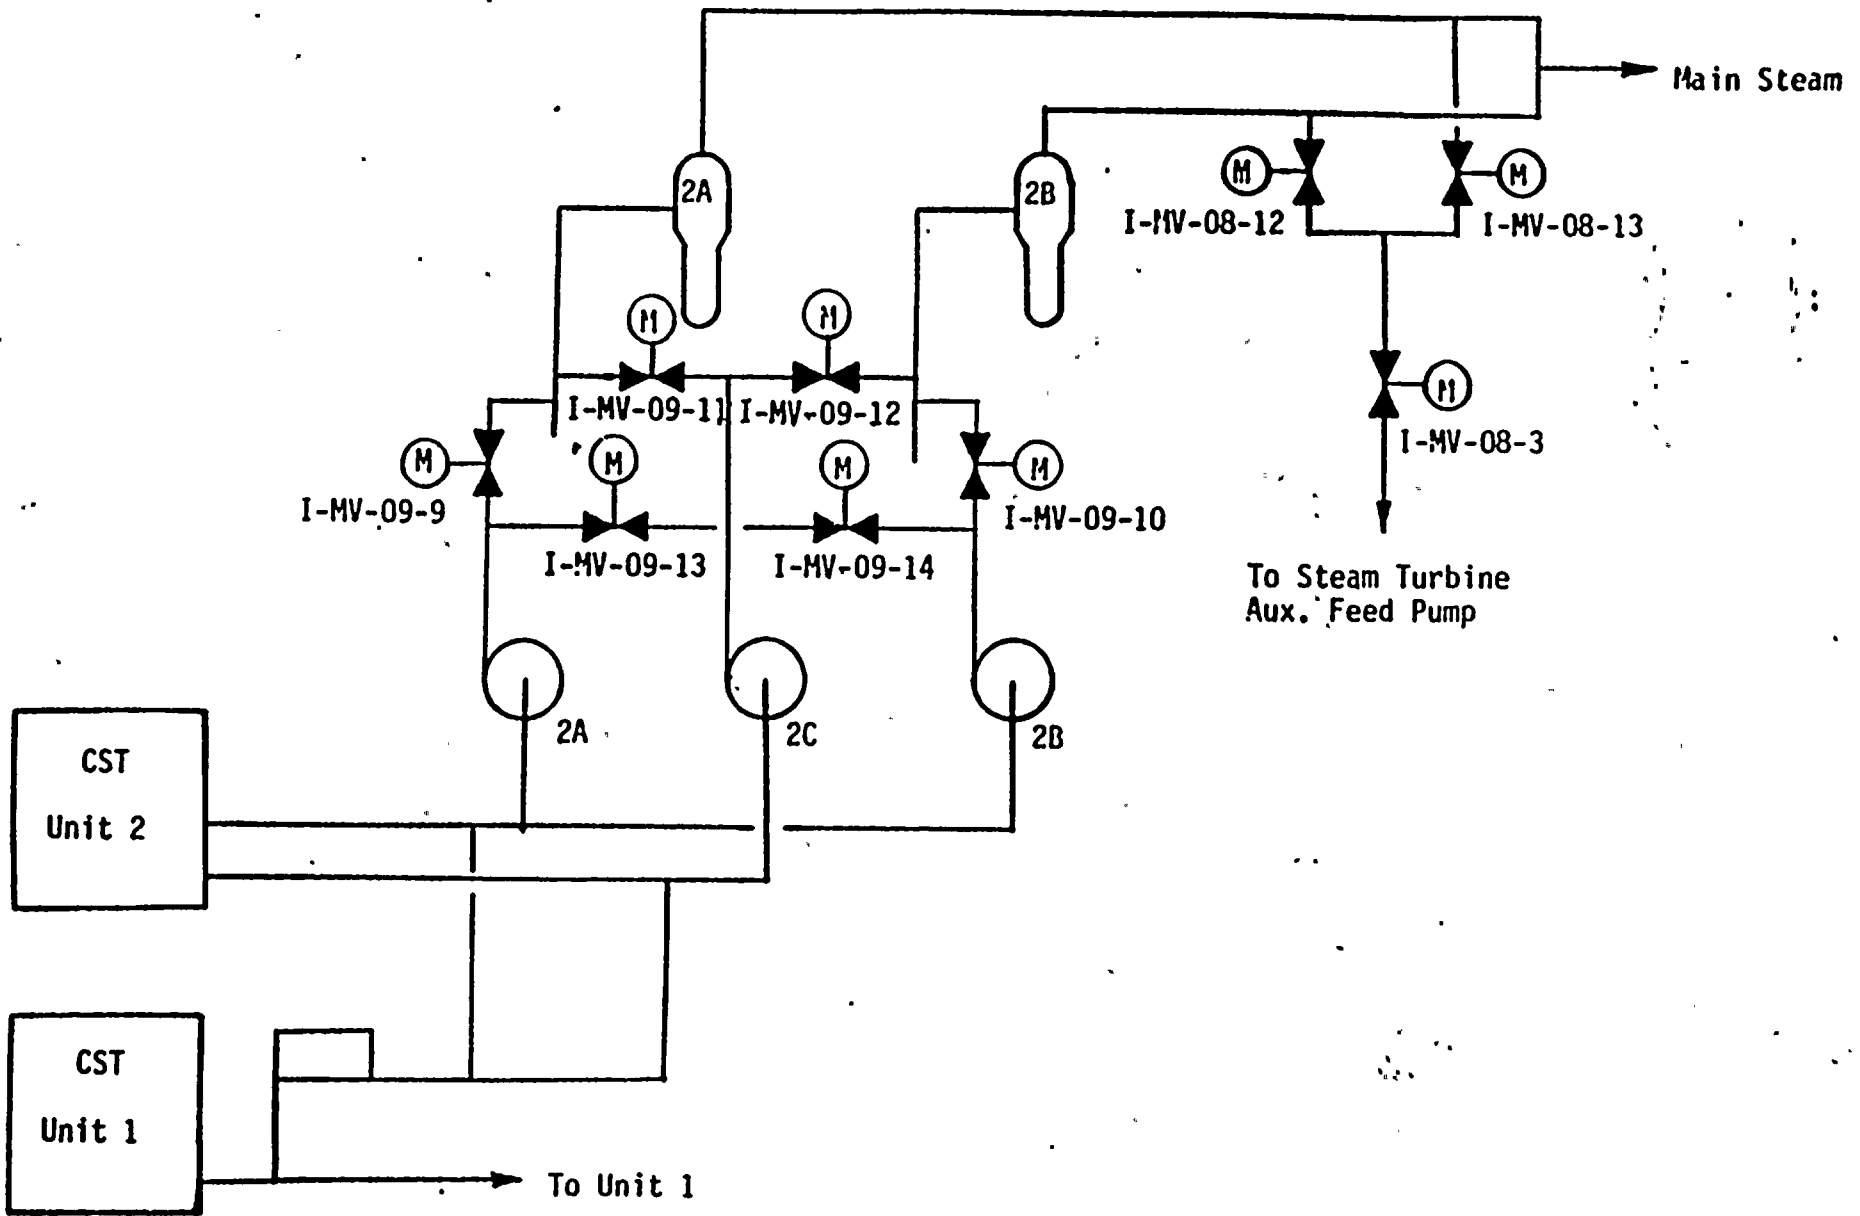 Main Steam
2A
2B
M
M
I-MV-08-12
I-MV-08-13
M
M
I-MV-09-11
I-MV-09-12
M
I-MV-08-3
M
M
M
M
I-MV-09-9
I-MV-09-10
I-MV-09-13
I-MV-09-14
To Steam Turbine
Aux. Feed Pump
2A
2C
2B
CST
Unit 2
CST
Unit 1
To Unit 1